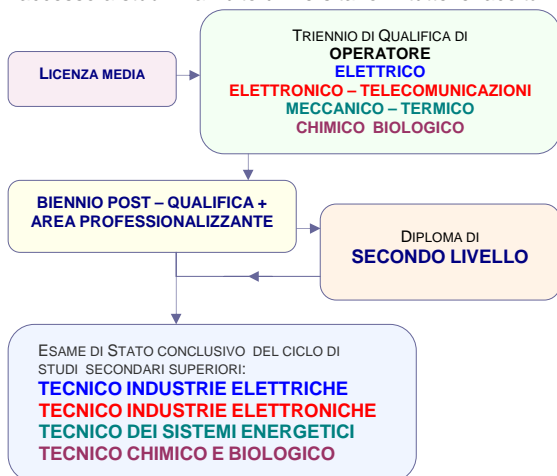 LICENZA MEDIA
TRIENNIO DI QUALIFICA DI
OPERATORE
ELETTRICO
ELETTRONICO – TELECOMUNICAZIONI
MECCANICO – TERMICO
CHIMICO BIOLOGICO
BIENNIO POST – QUALIFICA +
AREA PROFESSIONALIZZANTE
DIPLOMA DI
SECONDO LIVELLO
ESAME DI STATO CONCLUSIVO DEL CICLO DI
STUDI SECONDARI SUPERIORI:
TECNICO INDUSTRIE ELETTRICHE
TECNICO INDUSTRIE ELETTRONICHE
TECNICO DEI SISTEMI ENERGETICI
TECNICO CHIMICO E BIOLOGICO